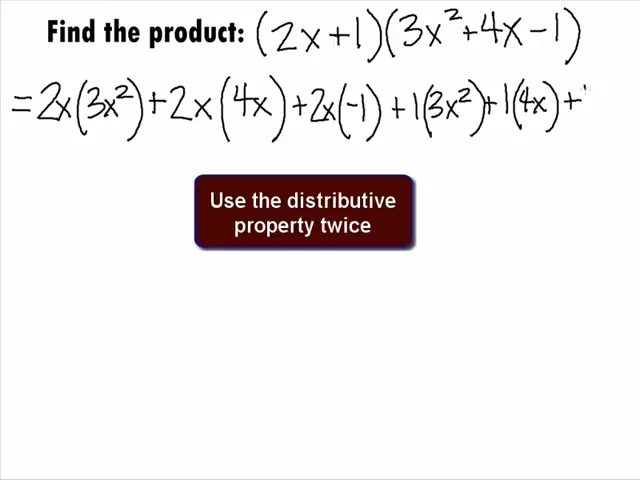 Find the product: (2x+1)(3x²+4x-1)
=2x(3x²)+2x(4x)+2x(-1)+1(3x²)+1(4x)+
Use the distributive
property twice